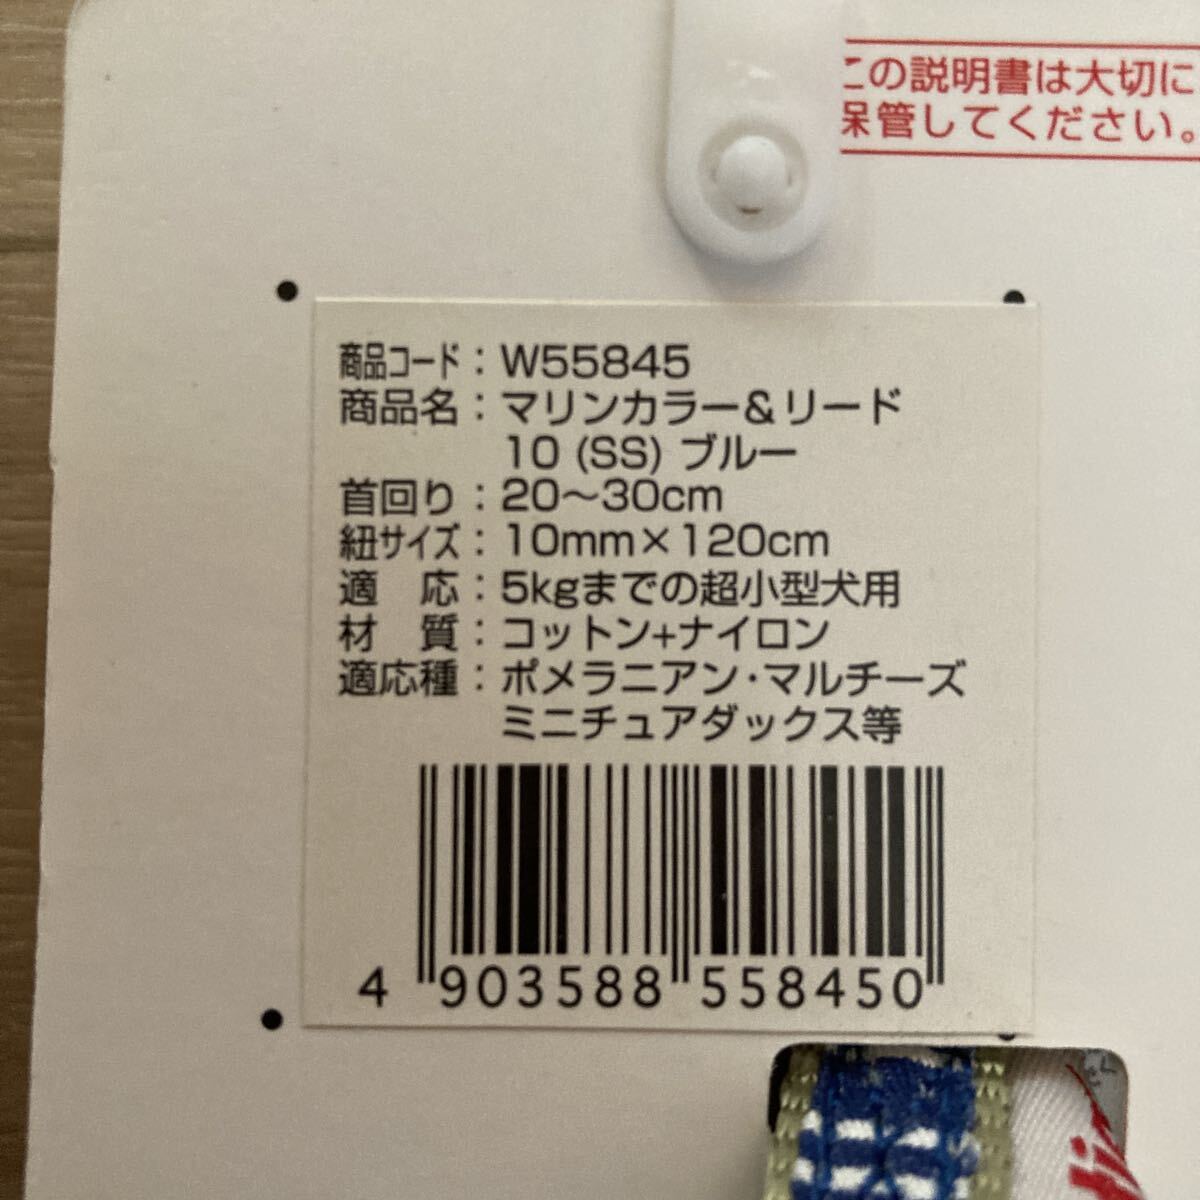 この説明書は大切に
保管してください。
商品コード：W55845
商品名：マリンカラー＆リード
10 (SS) ブルー
首回り：20〜30cm
紐サイズ：10mm×120cm
適　応：5kgまでの超小型犬用
材　質：コットン+ナイロン
適応種：ポメラニアン・マルチーズ
ミニチュアダックス等
4 903588 558450